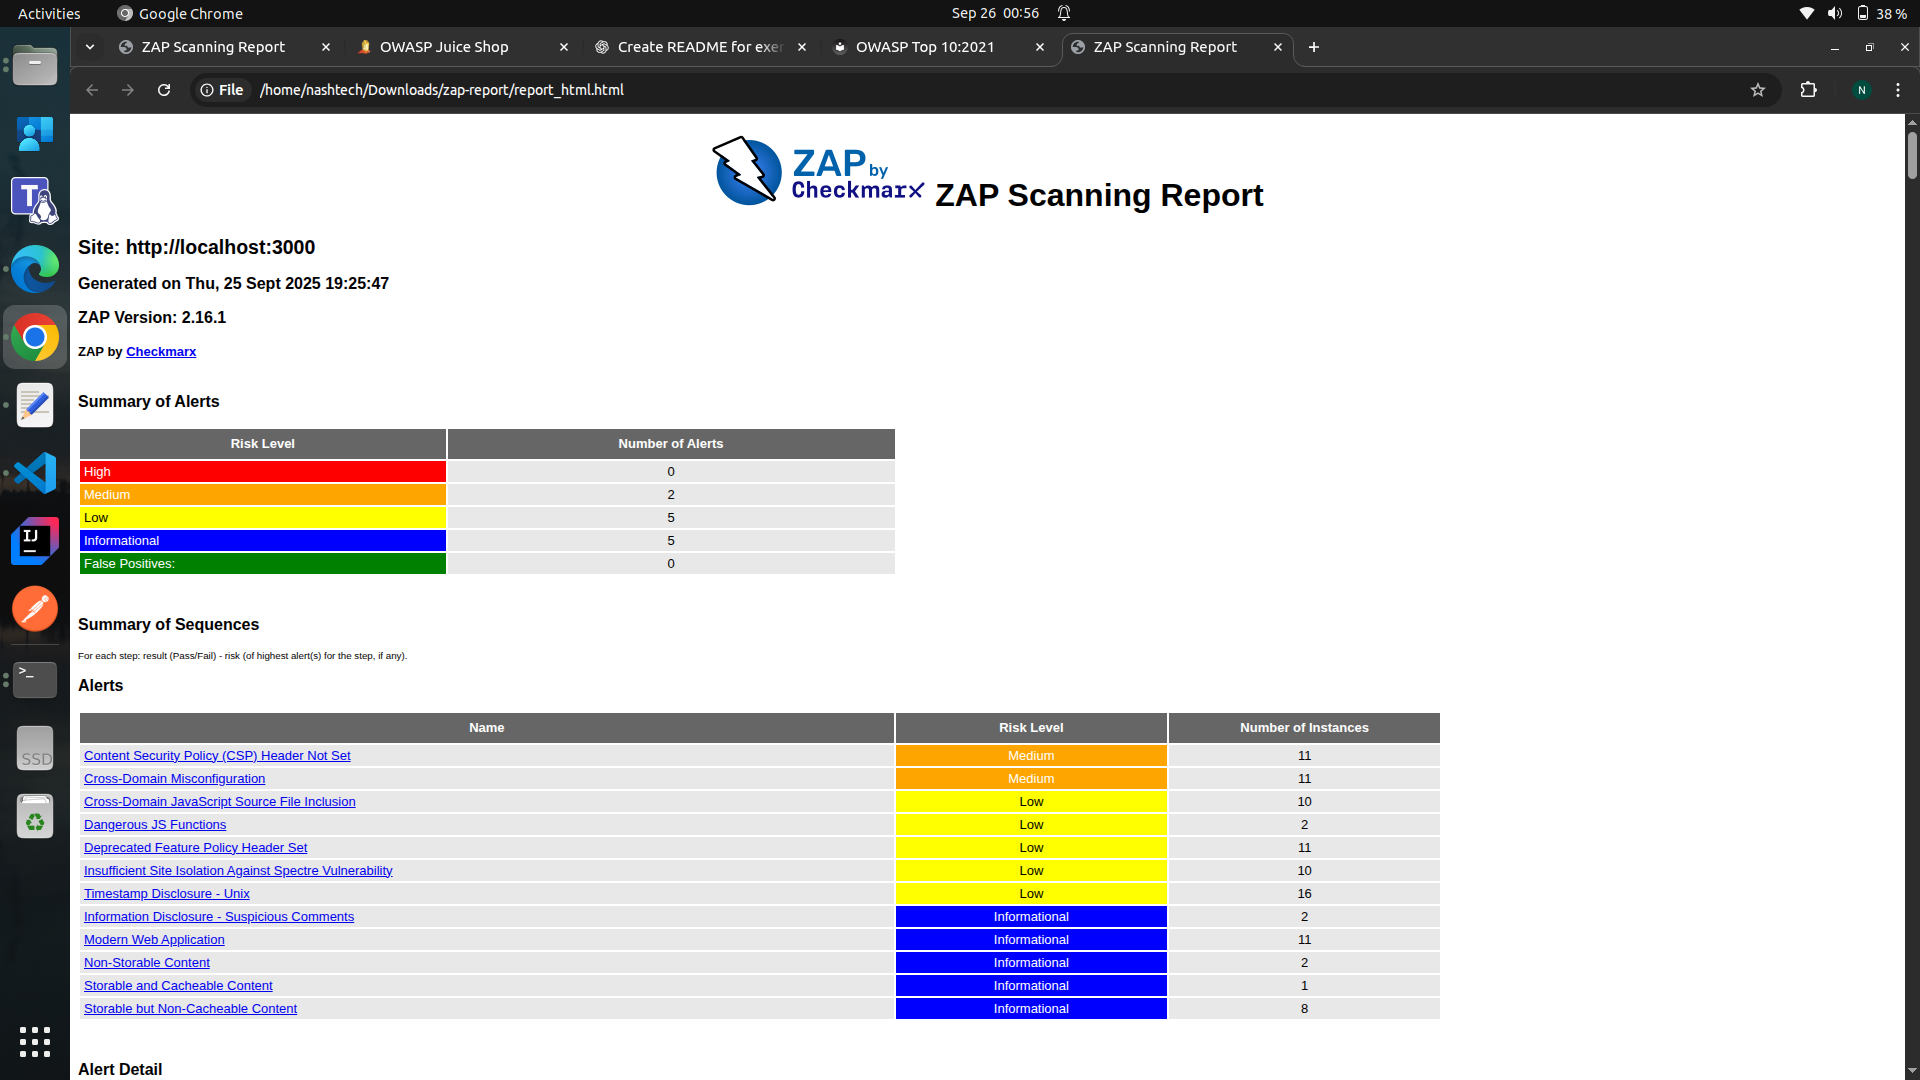 Activities Google Chrome Sep 26 00:56 38 %
ZAP Scanning Report OWASP Juice Shop Create README for exer OWASP Top 10:2021 ZAP Scanning Report
File /home/nashtech/Downloads/zap-report/report_html.html N
ZAP by
Checkmarx ZAP Scanning Report
Site: http://localhost:3000
Generated on Thu, 25 Sept 2025 19:25:47
ZAP Version: 2.16.1
ZAP by Checkmarx
Summary of Alerts
Risk Level Number of Alerts
High 0
Medium 2
Low 5
Informational 5
False Positives: 0
Summary of Sequences
For each step: result (Pass/Fail) - risk (of highest alert(s) for the step, if any).
Alerts
Name Risk Level Number of Instances
Content Security Policy (CSP) Header Not Set Medium 11
Cross-Domain Misconfiguration Medium 11
Cross-Domain JavaScript Source File Inclusion Low 10
Dangerous JS Functions Low 2
Deprecated Feature Policy Header Set Low 11
Insufficient Site Isolation Against Spectre Vulnerability Low 10
Timestamp Disclosure - Unix Low 16
Information Disclosure - Suspicious Comments Informational 2
Modern Web Application Informational 11
Non-Storable Content Informational 2
Storable and Cacheable Content Informational 1
Storable but Non-Cacheable Content Informational 8
Alert Detail
T
IJ
>_
SSD